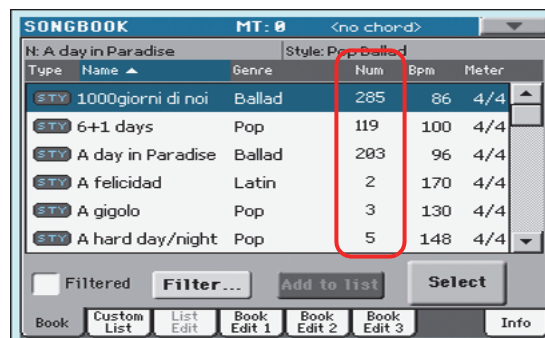 SONGBOOK MT: 0 <no chord>
N: A day in Paradise Style: Pop Ballad
Type Name Genre Num Bpm Meter
STY 1000giorni di noi Ballad 285 86 4/4
STY 6+1 days Pop 119 100 4/4
STY A day in Paradise Ballad 203 96 4/4
STY A felicidad Latin 2 170 4/4
STY A gigolo Pop 3 130 4/4
STY A hard day/night Pop 5 148 4/4
Filtered Filter... Add to list Select
Book Custom List List Edit Book Edit 1 Book Edit 2 Book Edit 3 Info